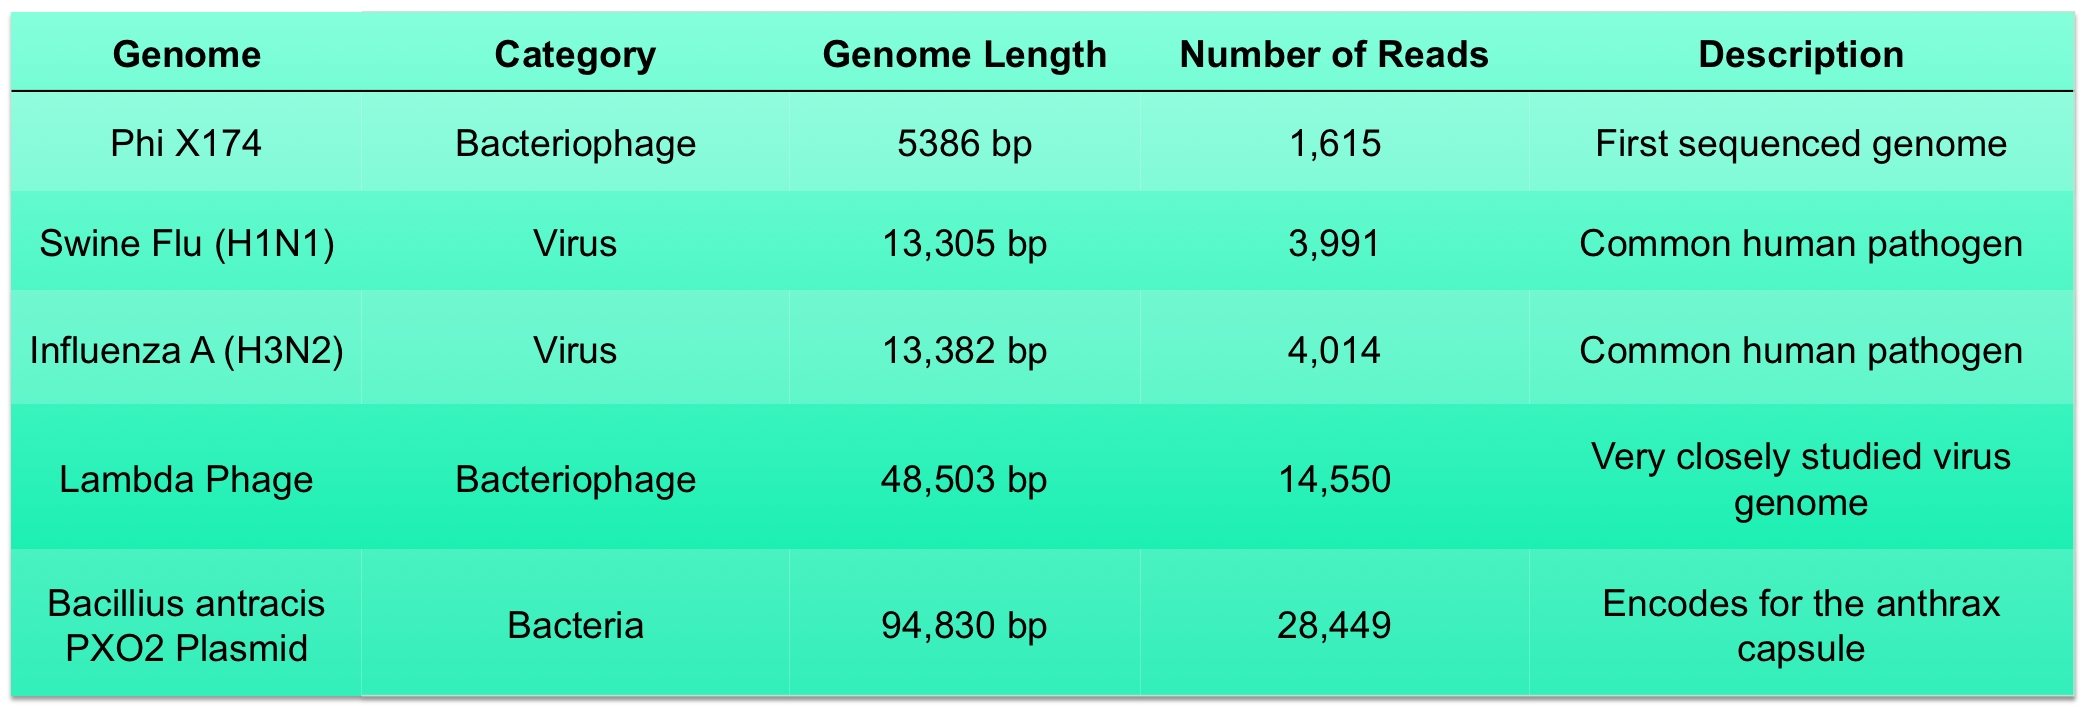 Genome Category Genome Length Number of Reads Description
Phi X174 Bacteriophage 5386 bp 1,615 First sequenced genome
Swine Flu (H1N1) Virus 13,305 bp 3,991 Common human pathogen
Influenza A (H3N2) Virus 13,382 bp 4,014 Common human pathogen
Lambda Phage Bacteriophage 48,503 bp 14,550 Very closely studied virus
genome
Bacillius antracis
PXO2 Plasmid Bacteria 94,830 bp 28,449 Encodes for the anthrax
capsule